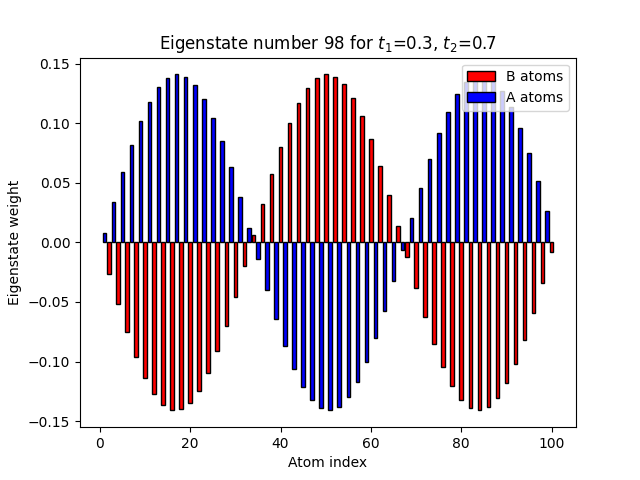 Eigenstate number 98 for t₁=0.3, t₂=0.7
B atoms
A atoms
Eigenstate weight
0.15
0.10
0.05
0.00
−0.05
−0.10
−0.15
0 20 40 60 80 100
Atom index